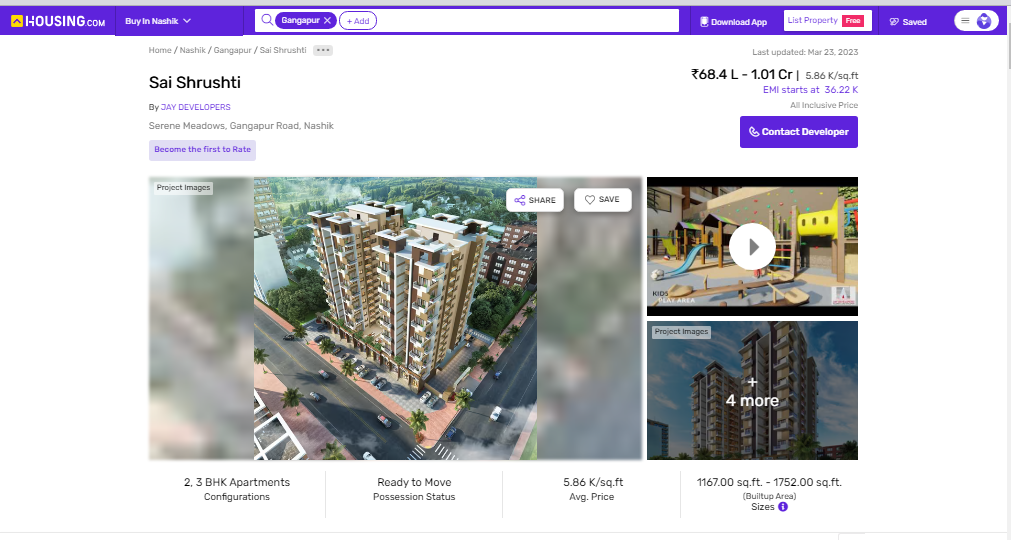 HOUSING.COM
Buy In Nashik
Gangapur ✕
+ Add
Download App
List Property Free
Saved
Home / Nashik / Gangapur / Sai Shrushti •••
Last updated: Mar 23, 2023
Sai Shrushti
₹68.4 L - 1.01 Cr | 5.86 K/sq.ft
EMI starts at 36.22 K
By JAY DEVELOPERS
All Inclusive Price
Serene Meadows, Gangapur Road, Nashik
Contact Developer
Become the first to Rate
Project Images
SHARE
SAVE
KIDS
PLAY AREA
Project Images
+
4 more
2, 3 BHK Apartments
Configurations
Ready to Move
Possession Status
5.86 K/sq.ft
Avg. Price
1167.00 sq.ft. - 1752.00 sq.ft.
(Builtup Area)
Sizes